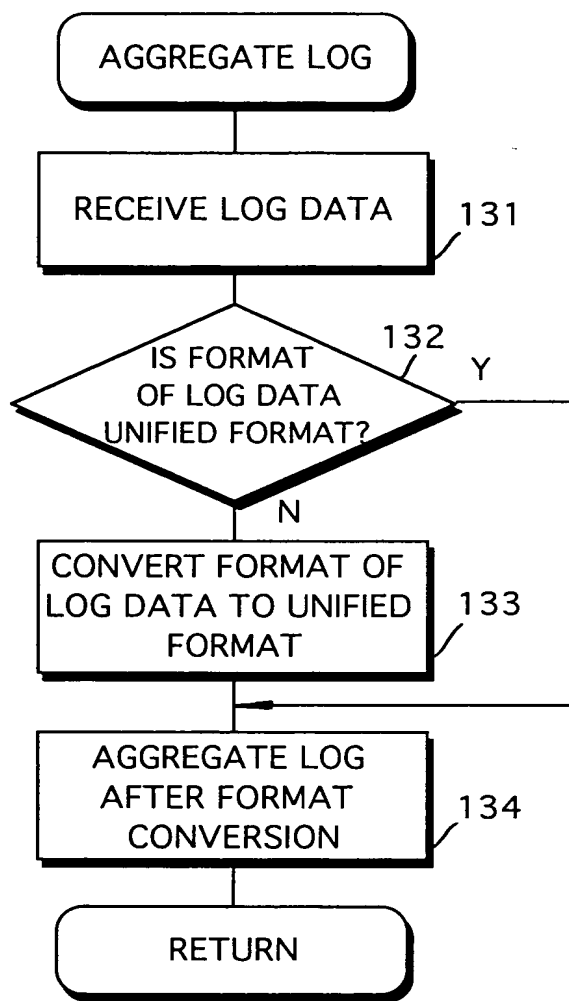 AGGREGATE LOG
RECEIVE LOG DATA
131
IS FORMAT
OF LOG DATA
UNIFIED FORMAT?
132
Y
N
CONVERT FORMAT OF
LOG DATA TO UNIFIED
FORMAT
133
AGGREGATE LOG
AFTER FORMAT
CONVERSION
134
RETURN